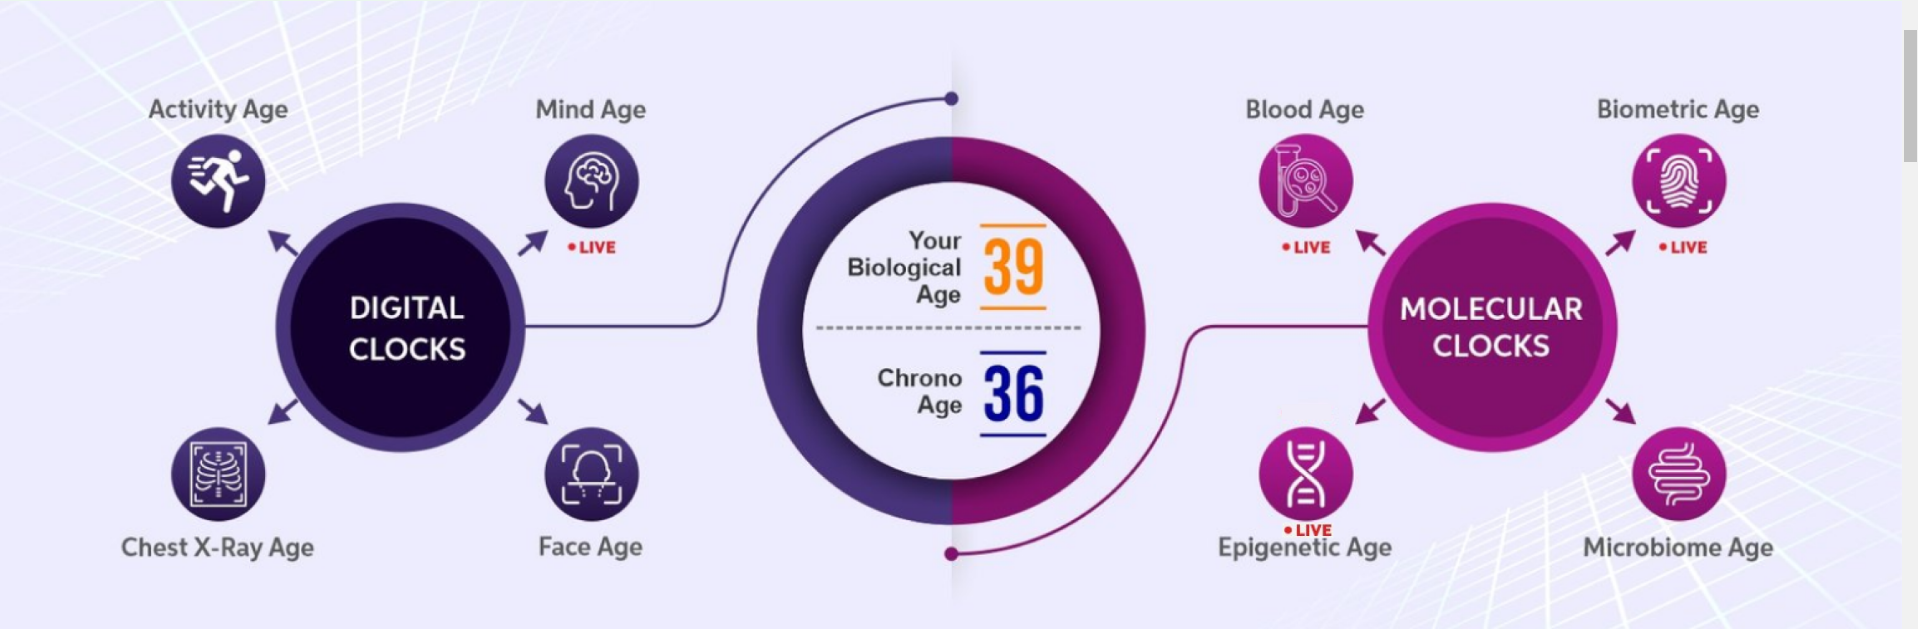 Activity Age
Mind Age
• LIVE
DIGITAL
CLOCKS
Chest X-Ray Age
Face Age
Your
Biological
Age
39
Chrono
Age
36
Blood Age
• LIVE
Biometric Age
• LIVE
MOLECULAR
CLOCKS
• LIVE
Epigenetic Age
Microbiome Age